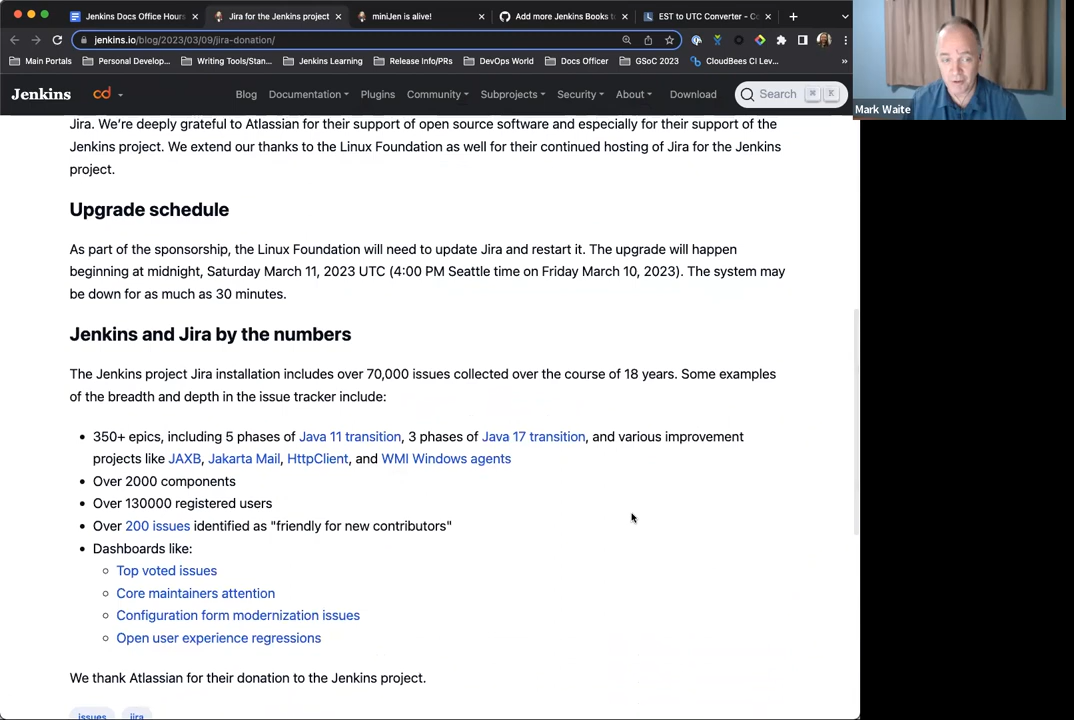 Jenkins Docs Office Hours
Jira for the Jenkins project
miniJen is alive!
Add more Jenkins Books
EST to UTC Converter - C
jenkins.io/blog/2023/03/09/jira-donation/
Main Portals
Personal Develop...
Writing Tools/Stan...
Jenkins Learning
Release Info/PRs
DevOps World
Docs Officer
GSoC 2023
CloudBees CI Lev...
»
Jenkins
cd
Blog
Documentation
Plugins
Community
Subprojects
Security
About
Download
Search
⌘ K
Mark Waite
Jira. We're deeply grateful to Atlassian for their support of open source software and especially for their support of the
Jenkins project. We extend our thanks to the Linux Foundation as well for their continued hosting of Jira for the Jenkins
project.
Upgrade schedule
As part of the sponsorship, the Linux Foundation will need to update Jira and restart it. The upgrade will happen
beginning at midnight, Saturday March 11, 2023 UTC (4:00 PM Seattle time on Friday March 10, 2023). The system may
be down for as much as 30 minutes.
Jenkins and Jira by the numbers
The Jenkins project Jira installation includes over 70,000 issues collected over the course of 18 years. Some examples
of the breadth and depth in the issue tracker include:
• 350+ epics, including 5 phases of Java 11 transition, 3 phases of Java 17 transition, and various improvement
projects like JAXB, Jakarta Mail, HttpClient, and WMI Windows agents
• Over 2000 components
• Over 130000 registered users
• Over 200 issues identified as "friendly for new contributors"
• Dashboards like:
◦ Top voted issues
◦ Core maintainers attention
◦ Configuration form modernization issues
◦ Open user experience regressions
We thank Atlassian for their donation to the Jenkins project.
issues
jira